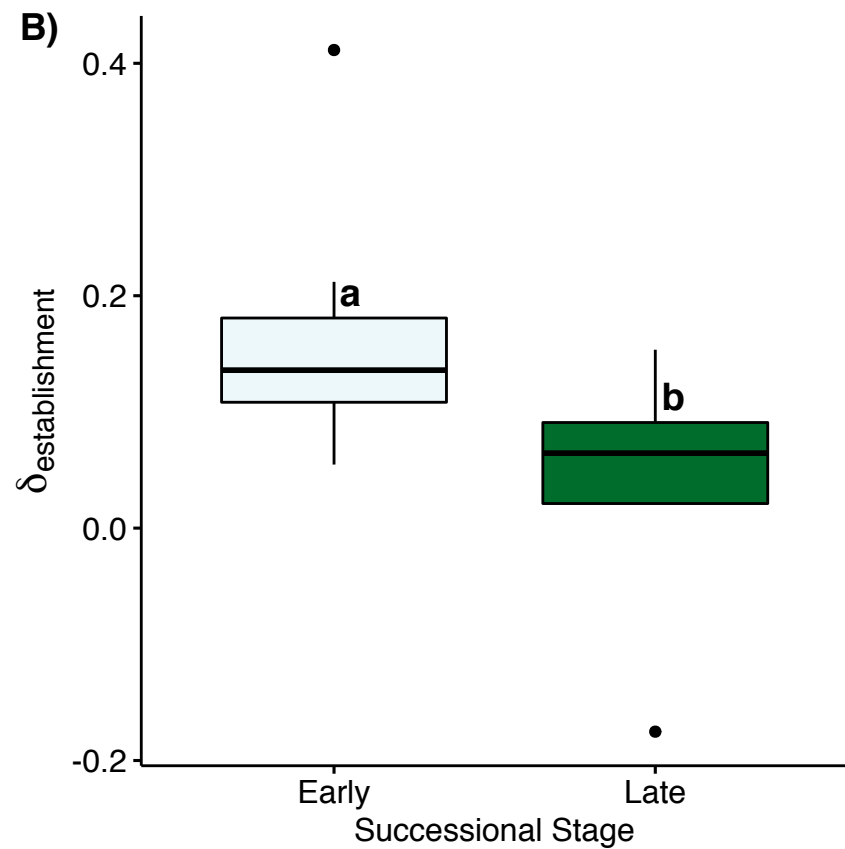 B)
0.4
0.2
0.0
-0.2
δestablishment
a
b
Early
Late
Successional Stage